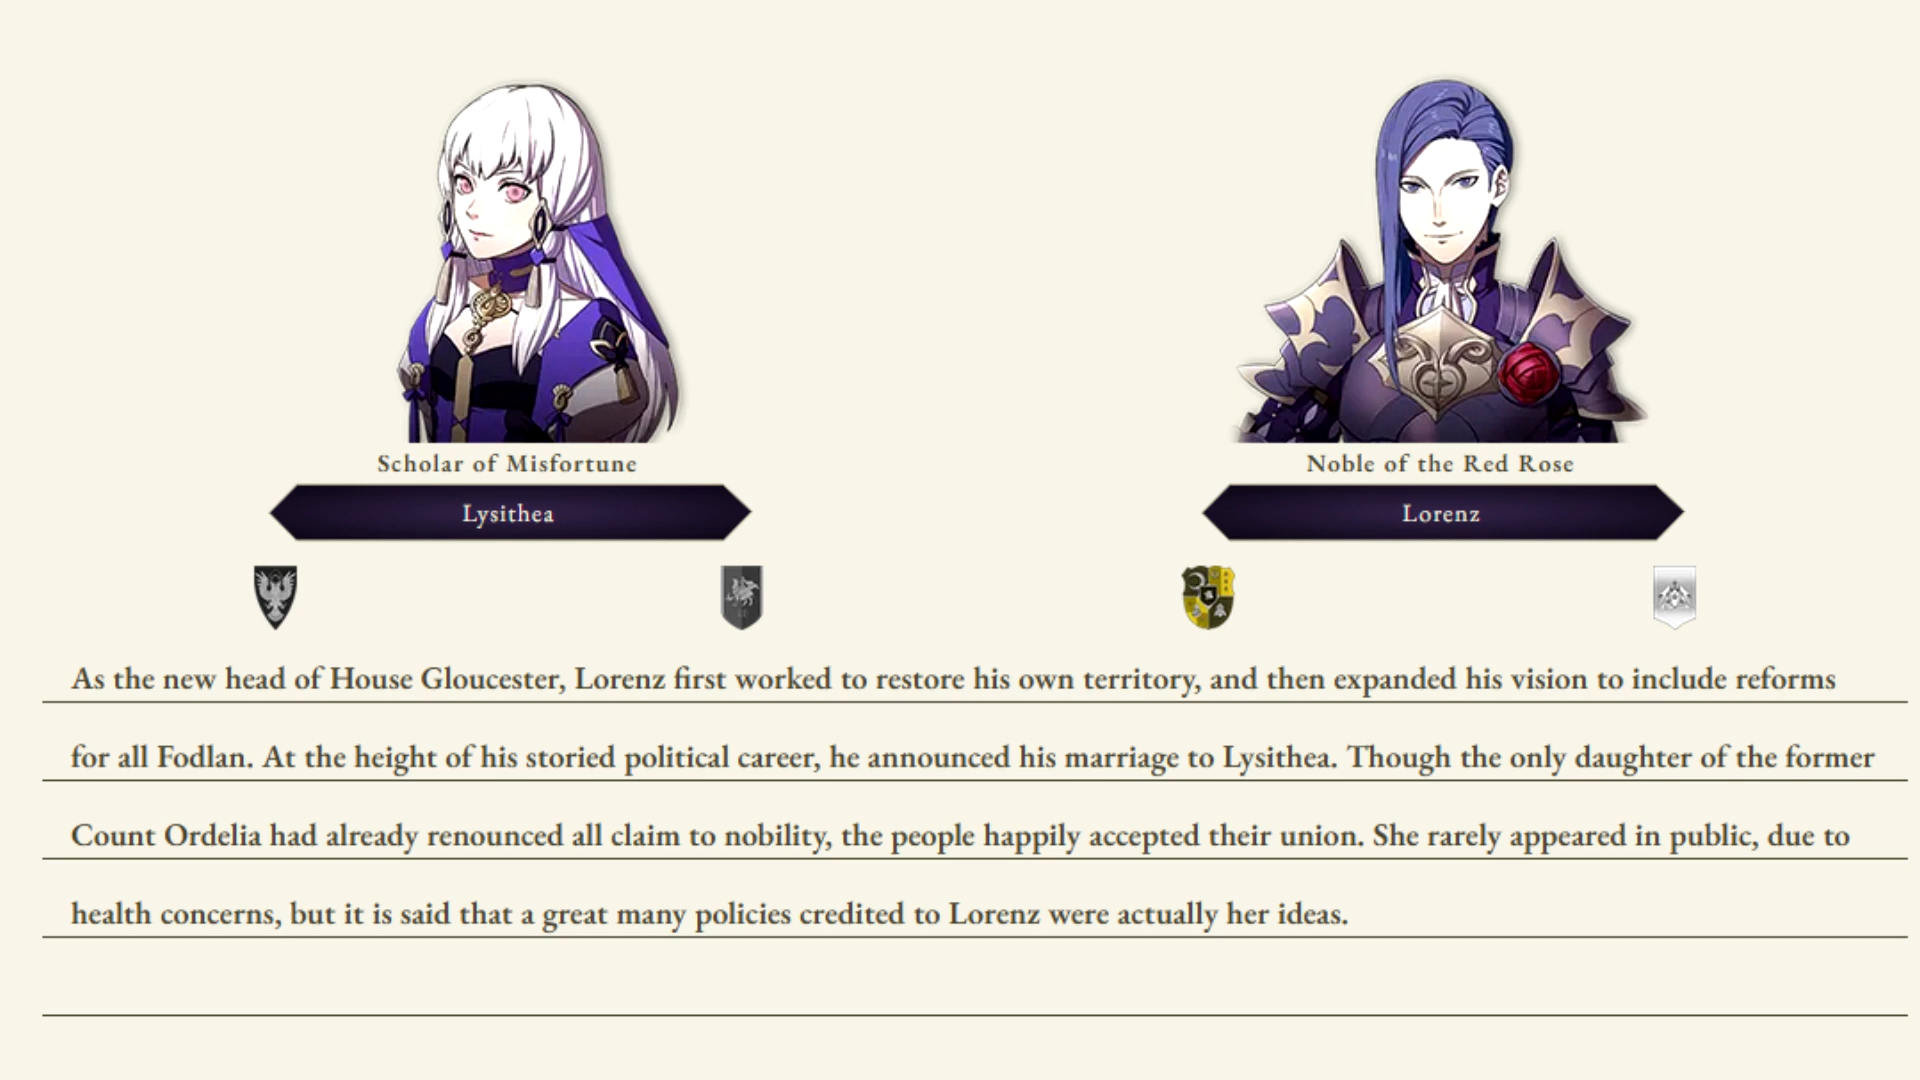 Scholar of Misfortune
Lysithea
Noble of the Red Rose
Lorenz
As the new head of House Gloucester, Lorenz first worked to restore his own territory, and then expanded his vision to include reforms
for all Fodlan. At the height of his storied political career, he announced his marriage to Lysithea. Though the only daughter of the former
Count Ordelia had already renounced all claim to nobility, the people happily accepted their union. She rarely appeared in public, due to
health concerns, but it is said that a great many policies credited to Lorenz were actually her ideas.